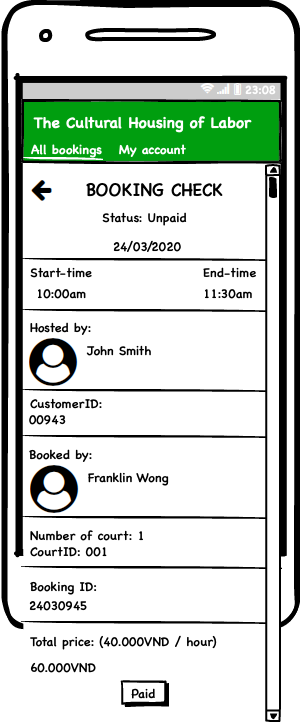 23:08
The Cultural Housing of Labor
All bookings My account
BOOKING CHECK
Status: Unpaid
24/03/2020
Start-time End-time
10:00am 11:30am
Hosted by:
John Smith
CustomerID:
00943
Booked by:
Franklin Wong
Number of court: 1
CourtID: 001
Booking ID:
24030945
Total price: (40.000VND / hour)
60.000VND
Paid